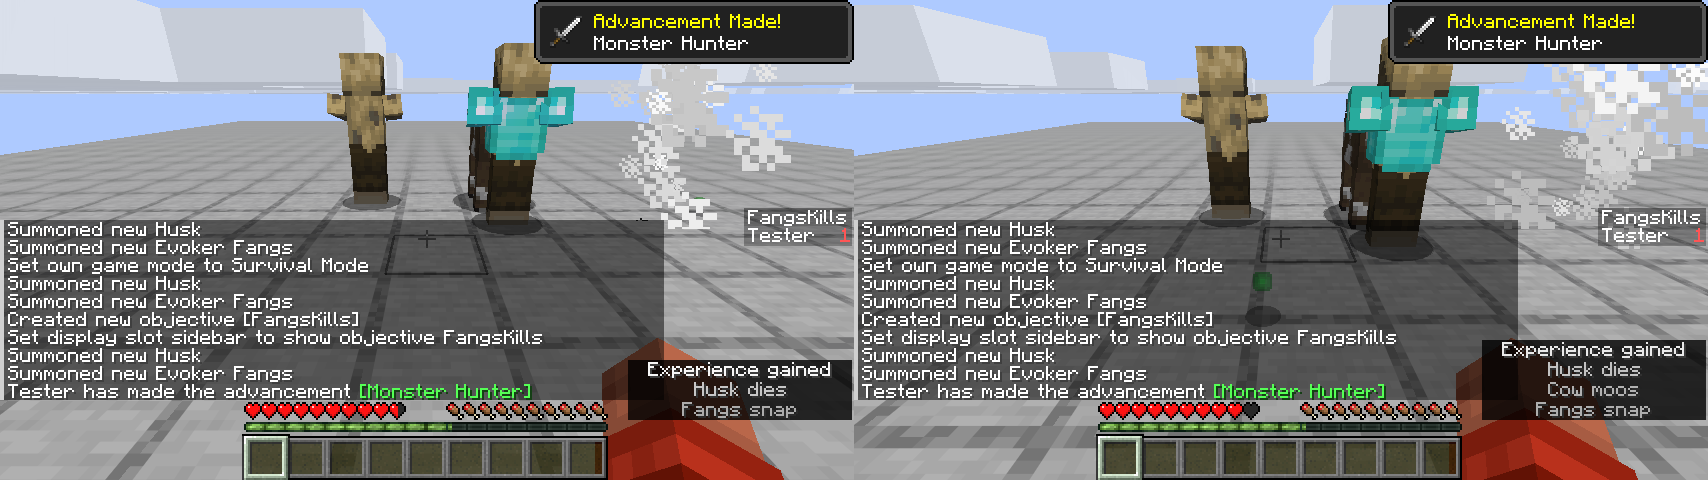 Advancement Made!
Monster Hunter
FangsKills
Tester 1
Summoned new Husk
Summoned new Evoker Fangs
Set own game mode to Survival Mode
Summoned new Husk
Summoned new Evoker Fangs
Created new objective [FangsKills]
Set display slot sidebar to show objective FangsKills
Summoned new Husk
Summoned new Evoker Fangs
Tester has made the advancement [Monster Hunter]
Experience gained
Husk dies
Fangs snap
Advancement Made!
Monster Hunter
FangsKills
Tester 1
Summoned new Husk
Summoned new Evoker Fangs
Set own game mode to Survival Mode
Summoned new Husk
Summoned new Evoker Fangs
Created new objective [FangsKills]
Set display slot sidebar to show objective FangsKills
Summoned new Husk
Summoned new Evoker Fangs
Tester has made the advancement [Monster Hunter]
Experience gained
Husk dies
Cow moos
Fangs snap